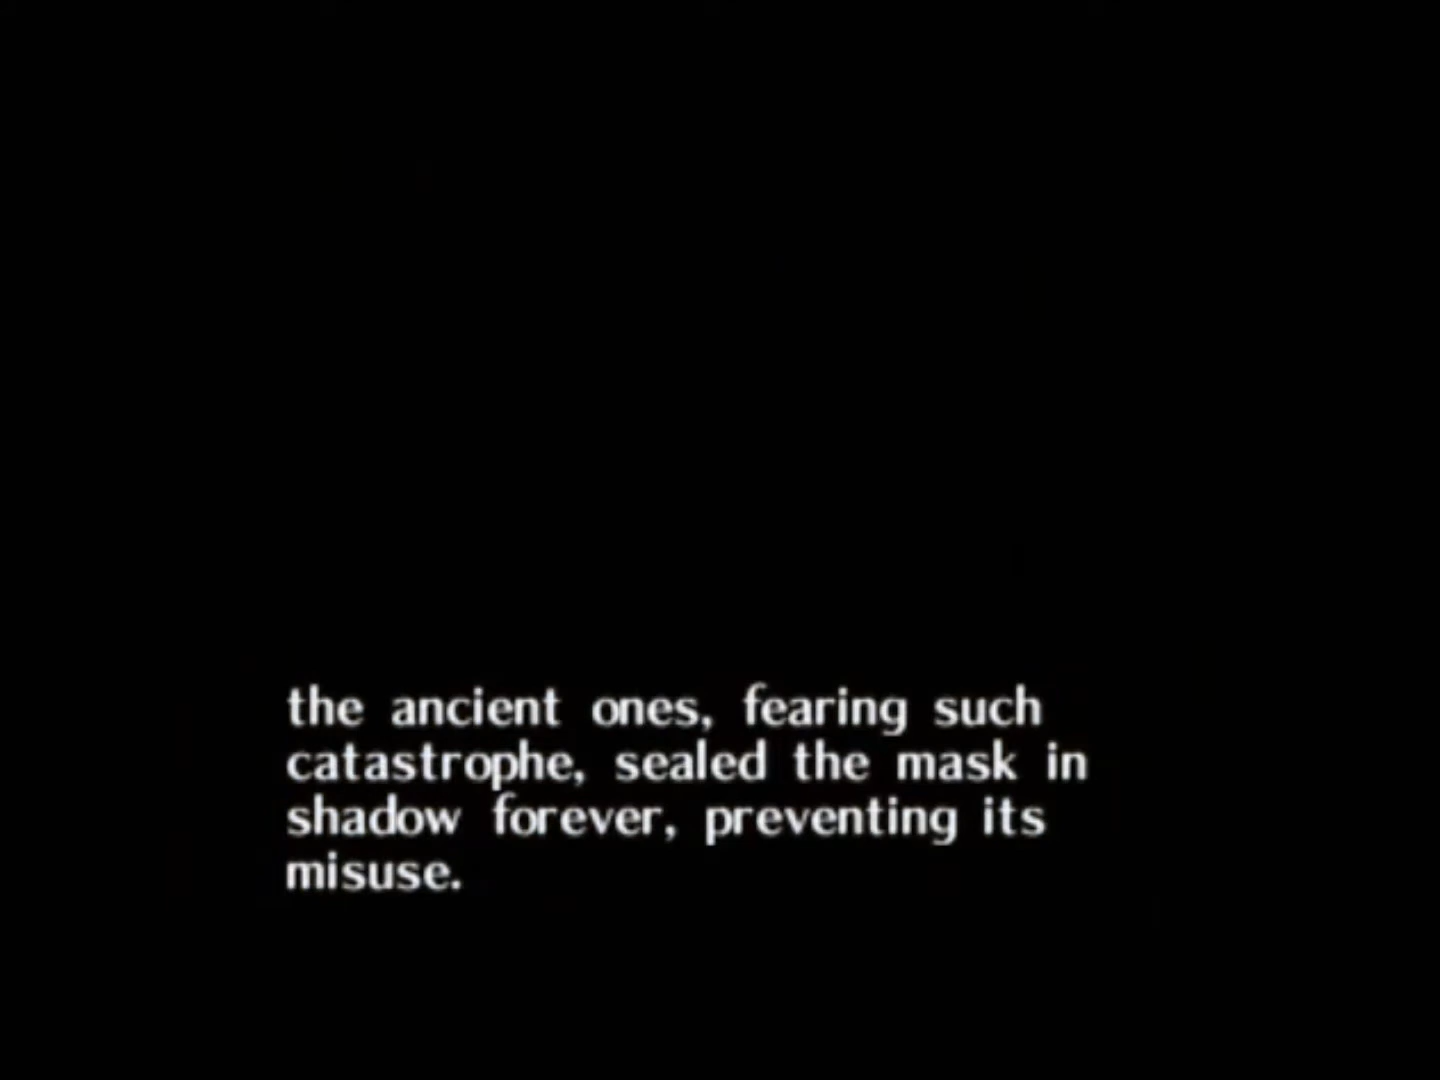 the ancient ones, fearing such
catastrophe, sealed the mask in
shadow forever, preventing its
misuse.